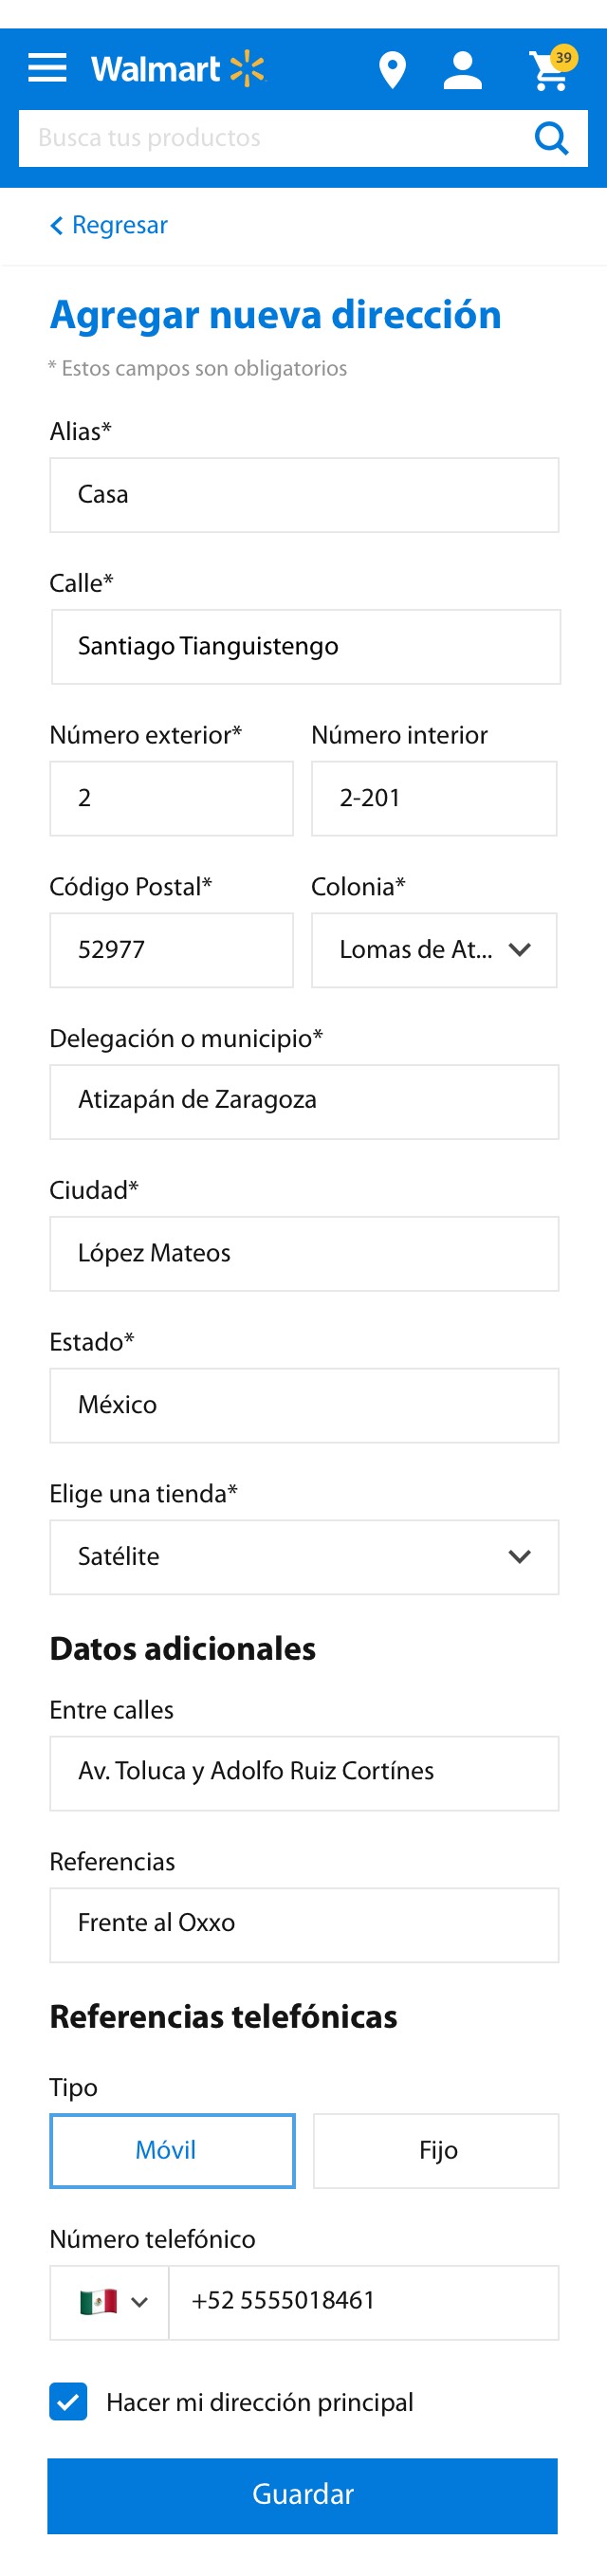 Walmart
39
Busca tus productos
Regresar
Agregar nueva dirección
* Estos campos son obligatorios
Alias*
Casa
Calle*
Santiago Tianguistengo
Número exterior* Número interior
2 2-201
Código Postal* Colonia*
52977 Lomas de At...
Delegación o municipio*
Atizapán de Zaragoza
Ciudad*
López Mateos
Estado*
México
Elige una tienda*
Satélite
Datos adicionales
Entre calles
Av. Toluca y Adolfo Ruiz Cortínes
Referencias
Frente al Oxxo
Referencias telefónicas
Tipo
Móvil Fijo
Número telefónico
+52 5555018461
Hacer mi dirección principal
Guardar